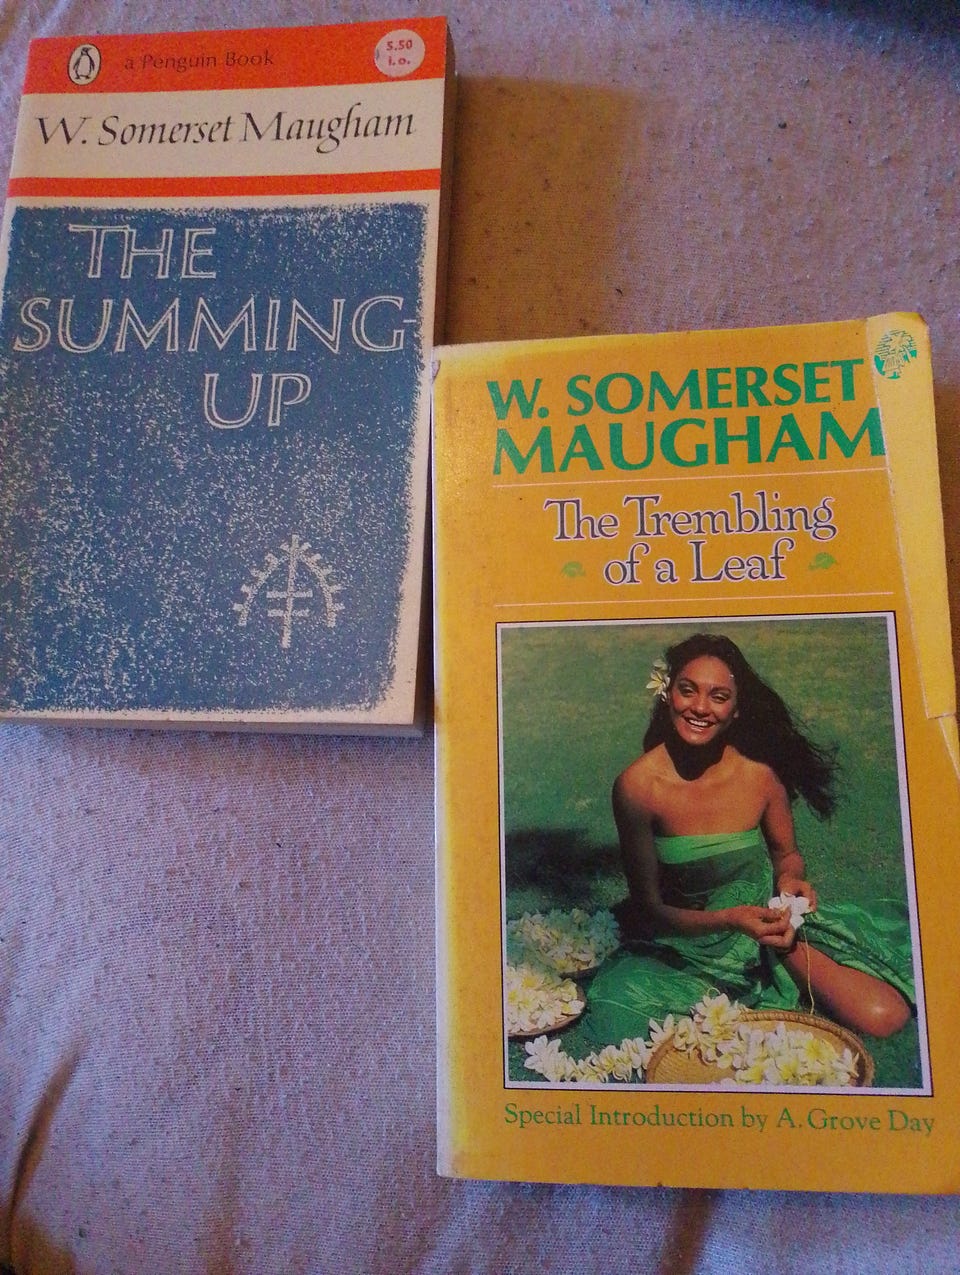 a Penguin Book
5.50
i.o.
W. Somerset Maugham
THE
SUMMING
UP
W. SOMERSET
MAUGHAM
The Trembling
of a Leaf
Special Introduction by A. Grove Day